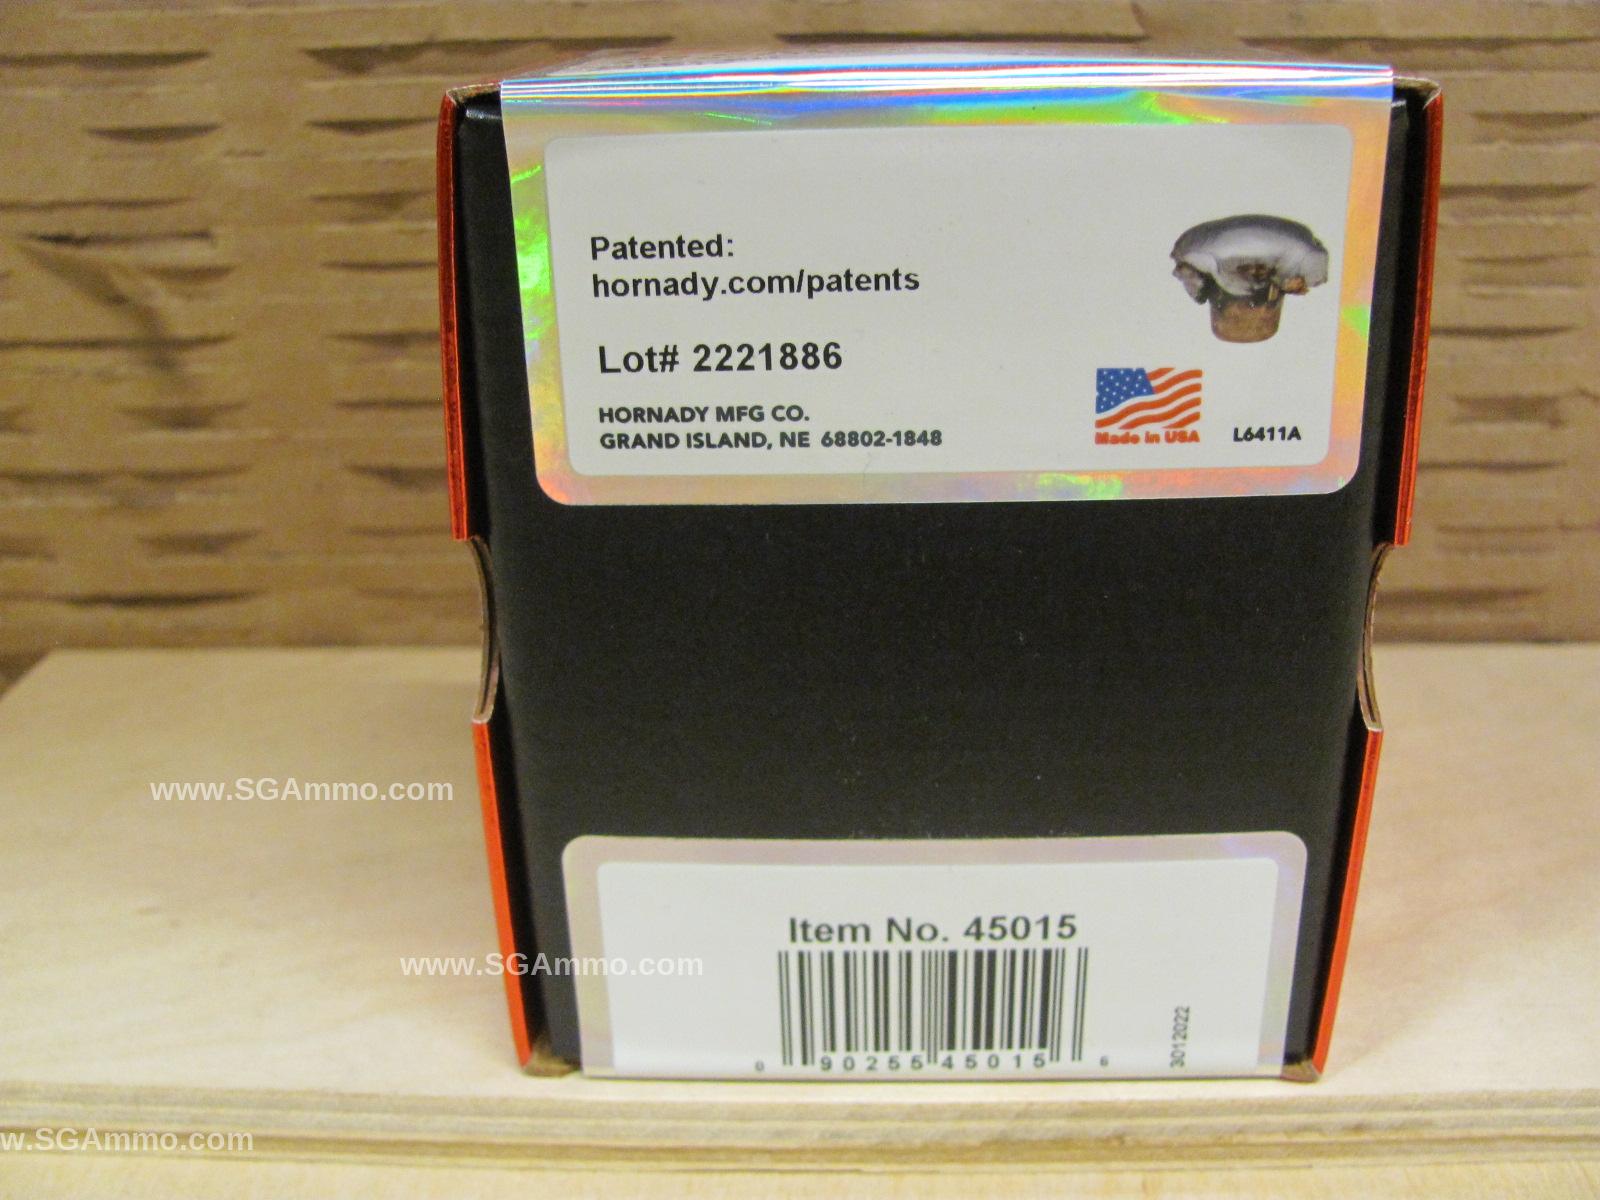 Patented:
hornady.com/patents
Lot# 2221886
HORNADY MFG CO.
GRAND ISLAND, NE 68802-1848
Made in USA
L6411A
www.SGAmmo.com
Item No. 45015
www.SGAmmo.com
0 90255 45015 6
3012022
w.SGAmmo.com